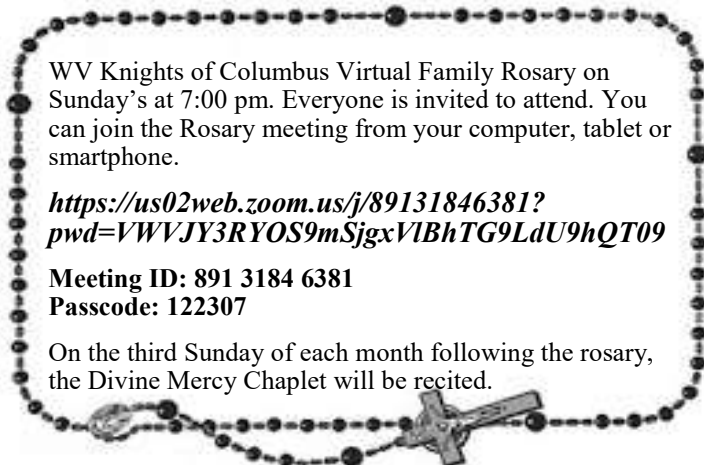 WV Knights of Columbus Virtual Family Rosary on
Sunday's at 7:00 pm. Everyone is invited to attend. You
can join the Rosary meeting from your computer, tablet or
smartphone.
https://us02web.zoom.us/j/89131846381?
pwd=VWVJY3RYOS9mSjgxVlBhTG9LdU9hQT09
Meeting ID: 891 3184 6381
Passcode: 122307
On the third Sunday of each month following the rosary,
the Divine Mercy Chaplet will be recited.